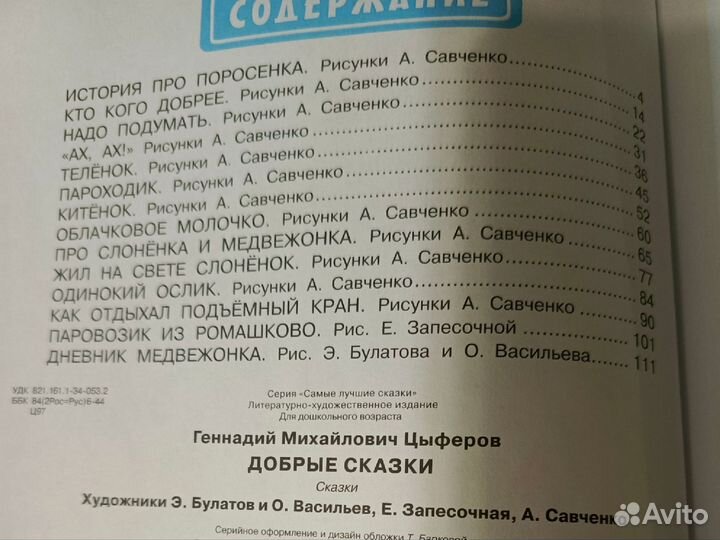 СОДЕРЖАНИЕ
ИСТОРИЯ ПРО ПОРОСЕНКА. Рисунки А. Савченко 4
КТО КОГО ДОБРЕЕ. Рисунки А. Савченко 14
НАДО ПОДУМАТЬ. Рисунки А. Савченко 22
«АХ, АХ!» Рисунки А. Савченко 31
ТЕЛЁНОК. Рисунки А. Савченко 36
ПАРОХОДИК. Рисунки А. Савченко 45
КИТЁНОК. Рисунки А. Савченко 52
ОБЛАЧКОВОЕ МОЛОЧКО. Рисунки А. Савченко 60
ПРО СЛОНЁНКА И МЕДВЕЖОНКА. Рисунки А. Савченко 65
ЖИЛ НА СВЕТЕ СЛОНЁНОК. Рисунки А. Савченко 77
ОДИНОКИЙ ОСЛИК. Рисунки А. Савченко 84
КАК ОТДЫХАЛ ПОДЪЁМНЫЙ КРАН. Рисунки А. Савченко 90
ПАРОВОЗИК ИЗ РОМАШКОВО. Рис. Е. Запесочной 101
ДНЕВНИК МЕДВЕЖОНКА. Рис. Э. Булатова и О. Васильева 111
УДК 821.161.1-34-053.2
ББК 84(2Рос=Рус)6-44
Ц97
Серия «Самые лучшие сказки»
Литературно-художественное издание
Для дошкольного возраста
Геннадий Михайлович Цыферов
ДОБРЫЕ СКАЗКИ
Сказки
Художники Э. Булатов и О. Васильев, Е. Запесочная, А. Савченко
Серийное оформление и дизайн обложки Т. Барковой
Avito